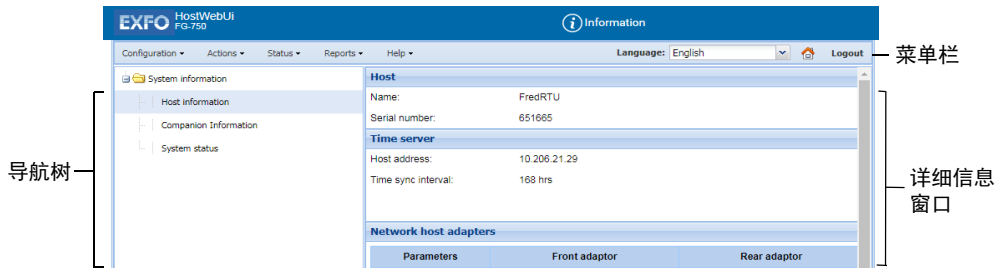 EXFO HostWebUi
FG-750
Information
Configuration Actions Status Reports Help Language: English Logout
菜单栏
System information
Host information
Companion Information
System status
导航树
Host
Name: FredRTU
Serial number: 651665
Time server
Host address: 10.206.21.29
Time sync interval: 168 hrs
Network host adapters
Parameters Front adaptor Rear adaptor
详细信息
窗口